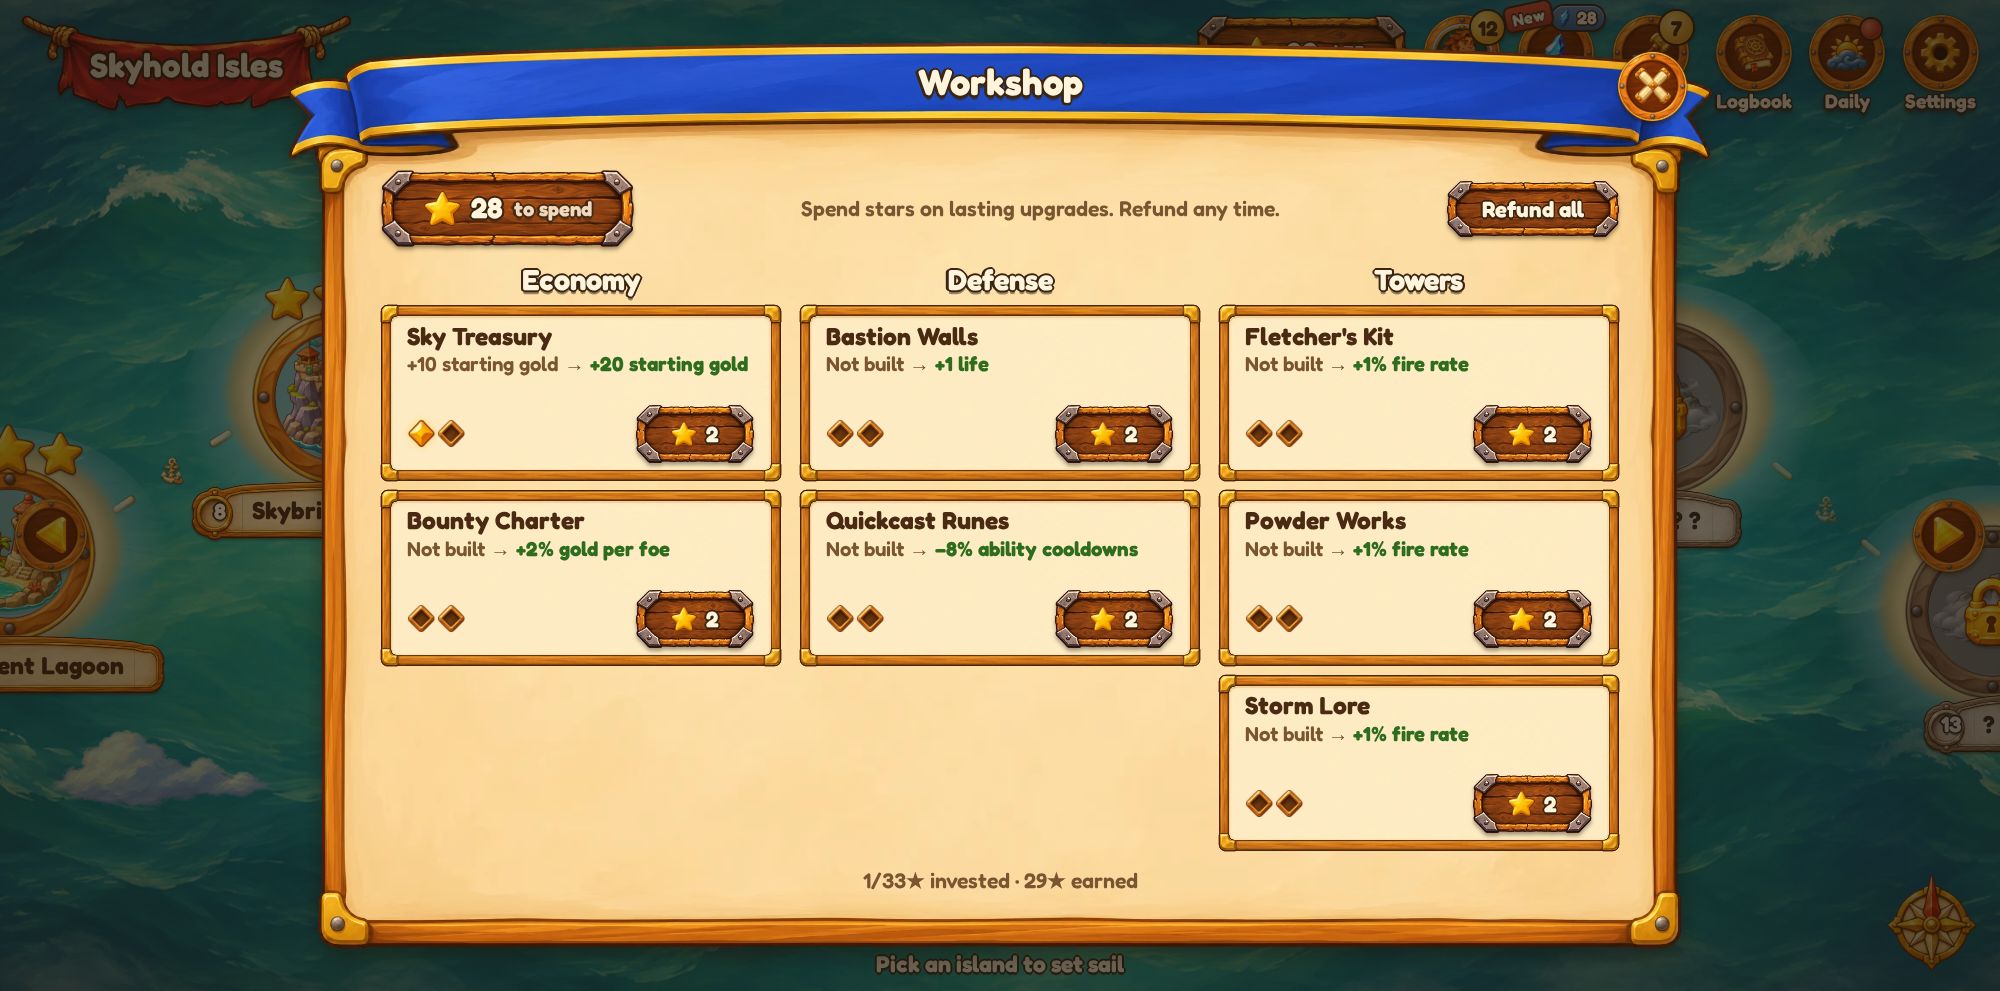 Skyhold Isles
12
New
28
7
Workshop
Logbook
Daily
Settings
28 to spend
Spend stars on lasting upgrades. Refund any time.
Refund all
Economy
Defense
Towers
Sky Treasury
+10 starting gold → +20 starting gold
2
Bastion Walls
Not built → +1 life
2
Fletcher's Kit
Not built → +1% fire rate
2
Bounty Charter
Not built → +2% gold per foe
2
Quickcast Runes
Not built → −8% ability cooldowns
2
Powder Works
Not built → +1% fire rate
2
Storm Lore
Not built → +1% fire rate
2
8 Skybri
ent Lagoon
? ?
13 ?
1/33★ invested · 29★ earned
Pick an island to set sail